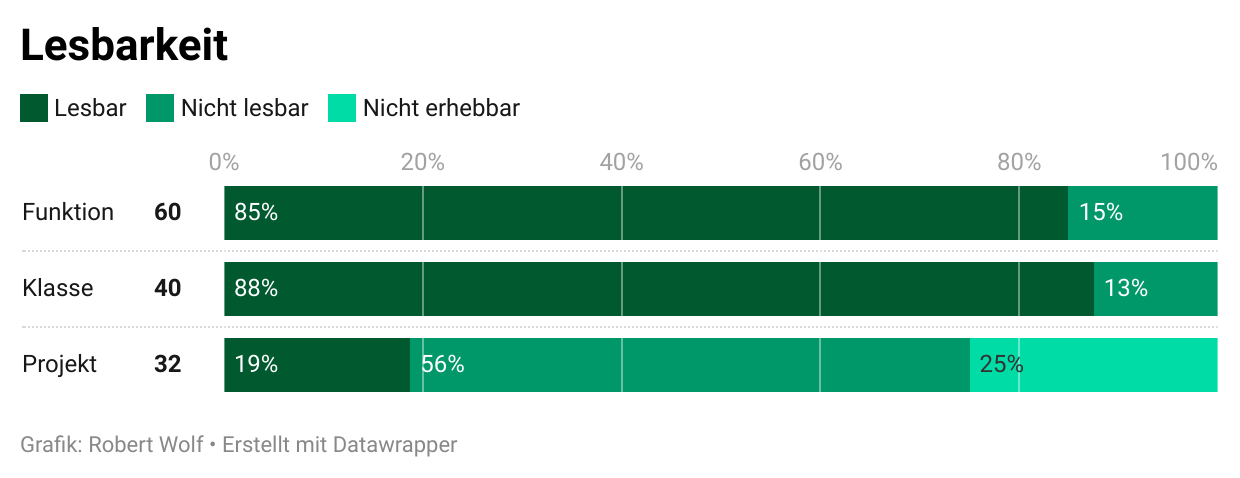 Lesbarkeit
Lesbar Nicht lesbar Nicht erhebbar
0% 20% 40% 60% 80% 100%
Funktion 60 85% 15%
Klasse 40 88% 13%
Projekt 32 19% 56% 25%
Grafik: Robert Wolf • Erstellt mit Datawrapper